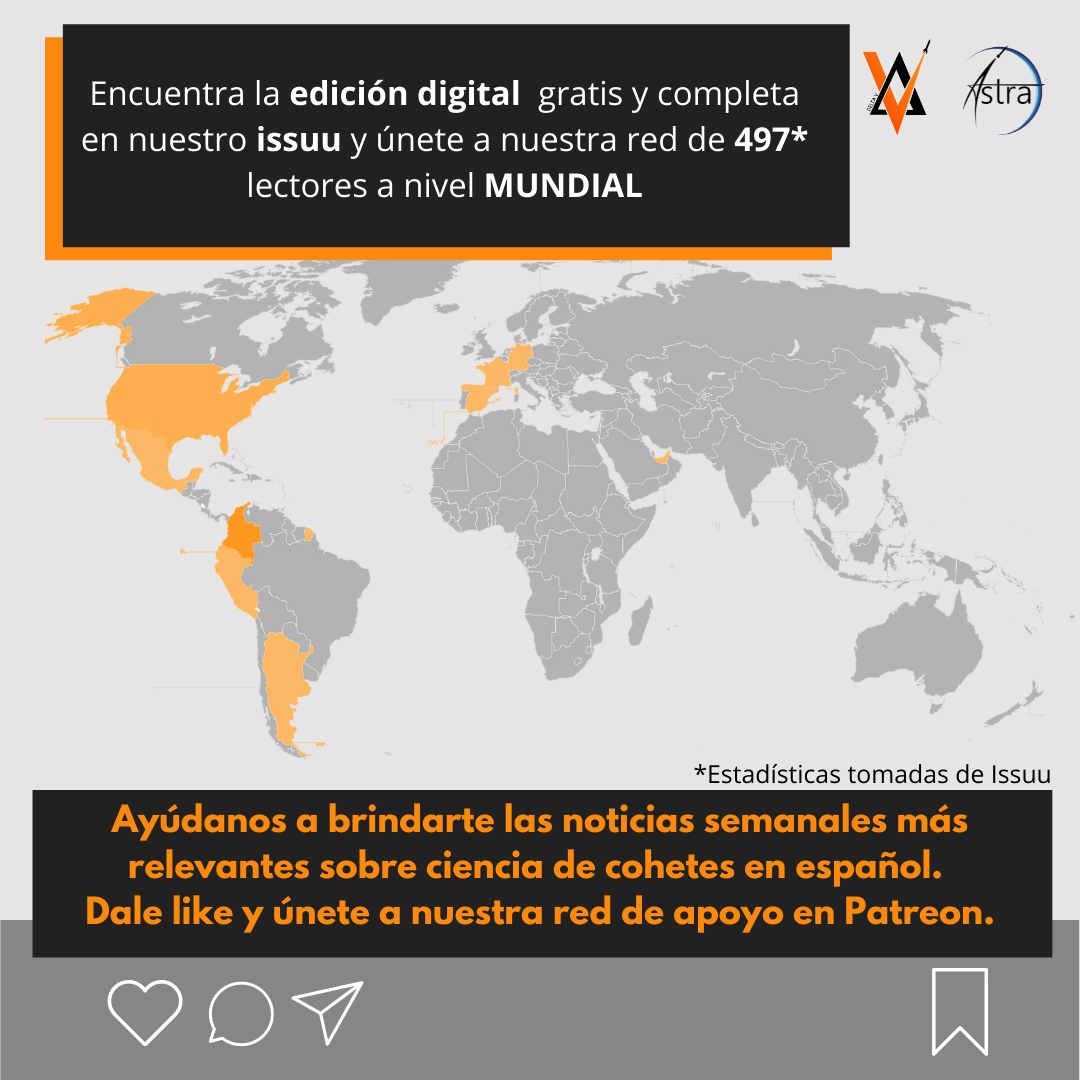 Encuentra la edición digital gratis y completa
en nuestro issuu y únete a nuestra red de 497*
lectores a nivel MUNDIAL
Astra
*Estadísticas tomadas de Issuu
Ayúdanos a brindarte las noticias semanales más
relevantes sobre ciencia de cohetes en español.
Dale like y únete a nuestra red de apoyo en Patreon.